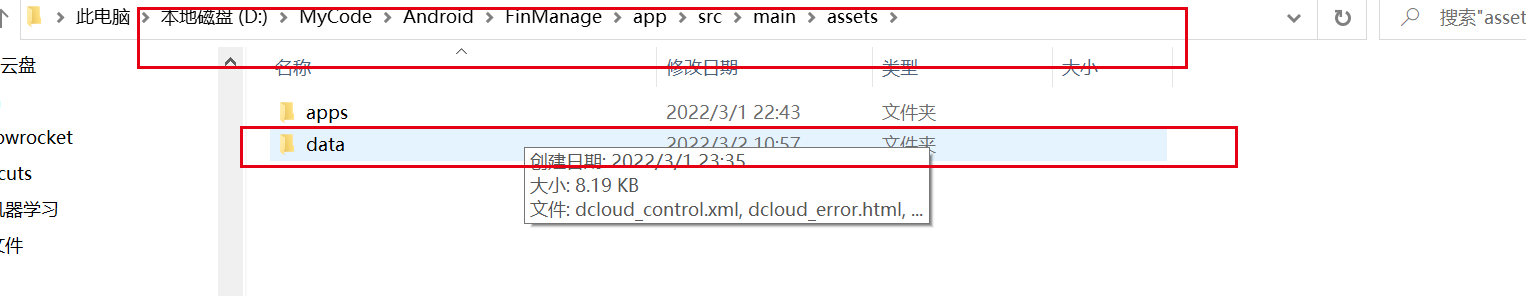 此电脑 > 本地磁盘 (D:) > MyCode > Android > FinManage > app > src > main > assets >
搜索"asset
云盘
名称 修改日期 类型 大小
apps 2022/3/1 22:43 文件夹
owrocket
data 2022/3/2 10:57 文件夹
创建日期: 2022/3/1 23:35
cuts
大小: 8.19 KB
机器学习
文件: dcloud_control.xml, dcloud_error.html, ...
文件